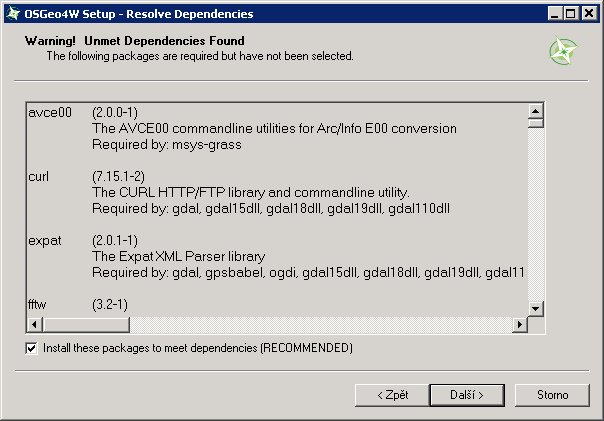 OSGeo4W Setup - Resolve Dependencies
Warning!  Unmet Dependencies Found
The following packages are required but have not been selected.
avce00 (2.0.0-1)
The AVCE00 commandline utilities for Arc/Info E00 conversion
Required by: msys-grass
curl (7.15.1-2)
The CURL HTTP/FTP library and commandline utility.
Required by: gdal, gdal15dll, gdal18dll, gdal19dll, gdal110dll
expat (2.0.1-1)
The Expat XML Parser library
Required by: gdal, gpsbabel, ogdi, gdal15dll, gdal18dll, gdal19dll, gdal11
fftw (3.2-1)
Install these packages to meet dependencies (RECOMMENDED)
< Zpět Další > Storno